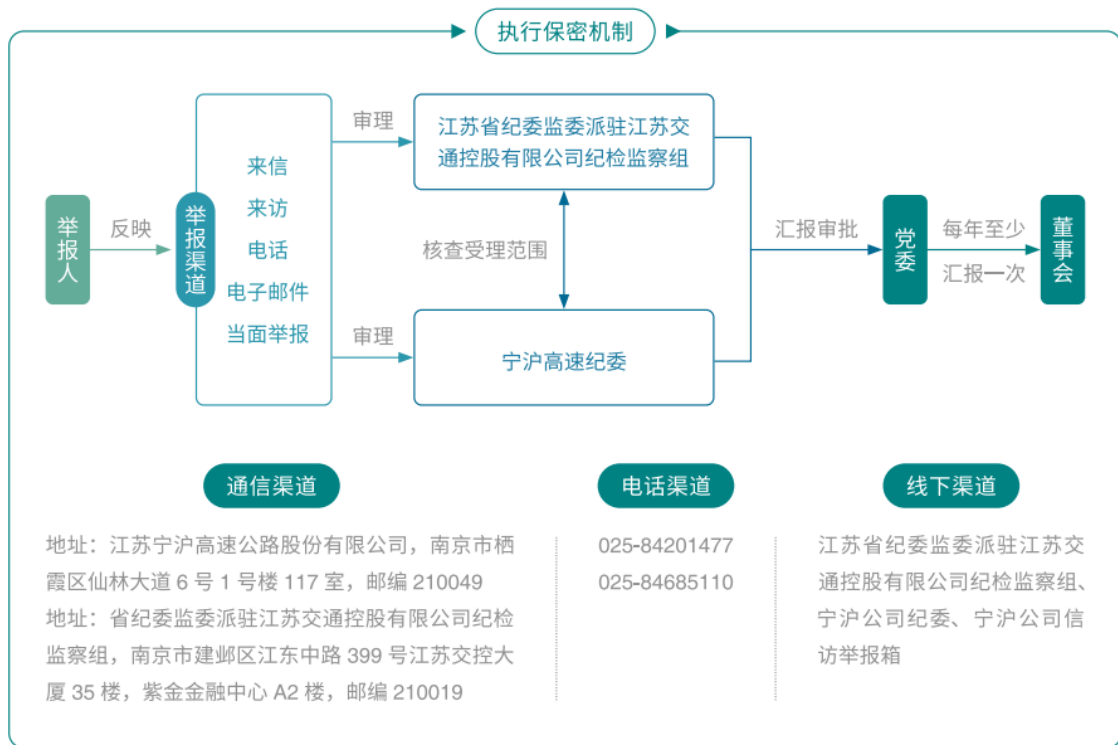 执行保密机制
举报人
反映
举报渠道
来信
来访
电话
电子邮件
当面举报
审理
审理
江苏省纪委监委派驻江苏交
通控股有限公司纪检监察组
核查受理范围
宁沪高速纪委
汇报审批
党委
每年至少
汇报一次
董事会
通信渠道
地址：江苏宁沪高速公路股份有限公司，南京市栖
霞区仙林大道 6 号 1 号楼 117 室，邮编 210049
地址：省纪委监委派驻江苏交通控股有限公司纪检
监察组，南京市建邺区江东中路 399 号江苏交控大
厦 35 楼，紫金金融中心 A2 楼，邮编 210019
电话渠道
025-84201477
025-84685110
线下渠道
江苏省纪委监委派驻江苏交
通控股有限公司纪检监察组、
宁沪公司纪委、宁沪公司信
访举报箱